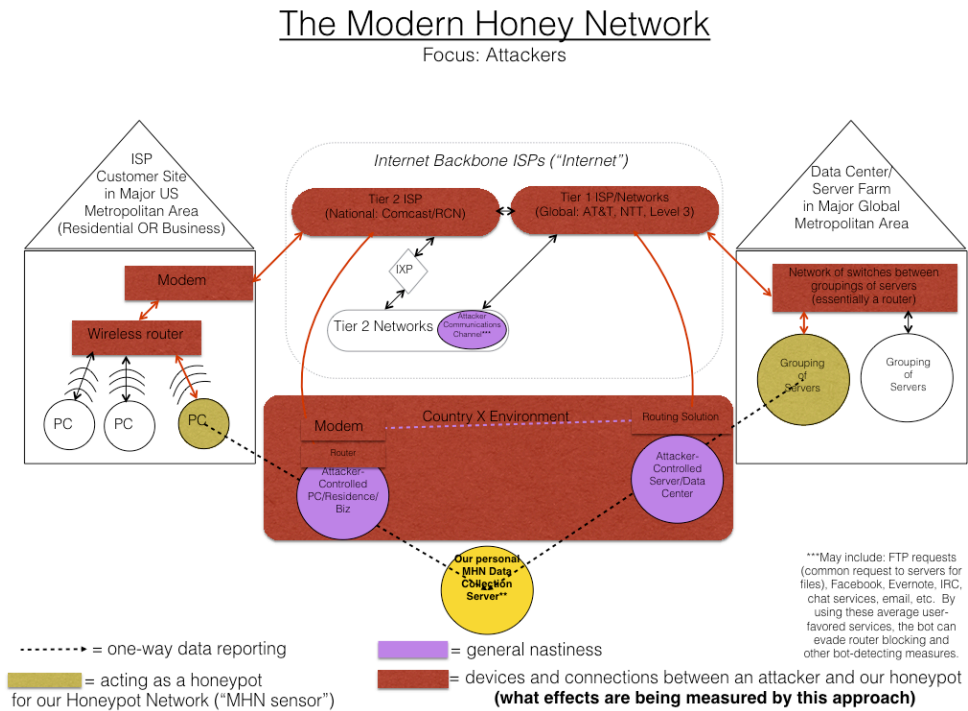 The Modern Honey Network
Focus: Attackers
ISP
Customer Site
in Major US
Metropolitan Area
(Residential OR Business)
Internet Backbone ISPs ("Internet")
Tier 2 ISP
(National: Comcast/RCN)
Tier 1 ISP/Networks
(Global: AT&T, NTT, Level 3)
Data Center/
Server Farm
in Major Global
Metropolitan Area
Modem
Wireless router
PC
PC
PC
IXP
Tier 2 Networks
Attacker
Communications
Channel***
Network of switches between
groupings of servers
(essentially a router)
Grouping
of
Servers
Grouping
of
Servers
Country X Environment
Modem
Router
Routing Solution
Attacker-
Controlled
PC/Residence/
Biz
Attacker-
Controlled
Server/Data
Center
Our personal
MHN Data
Collection
Server**
***May include: FTP requests
(common request to servers for
files), Facebook, Evernote, IRC,
chat services, email, etc. By
using these average user-
favored services, the bot can
evade router blocking and
other bot-detecting measures.
= one-way data reporting
= general nastiness
= acting as a honeypot
for our Honeypot Network ("MHN sensor")
= devices and connections between an attacker and our honeypot
(what effects are being measured by this approach)